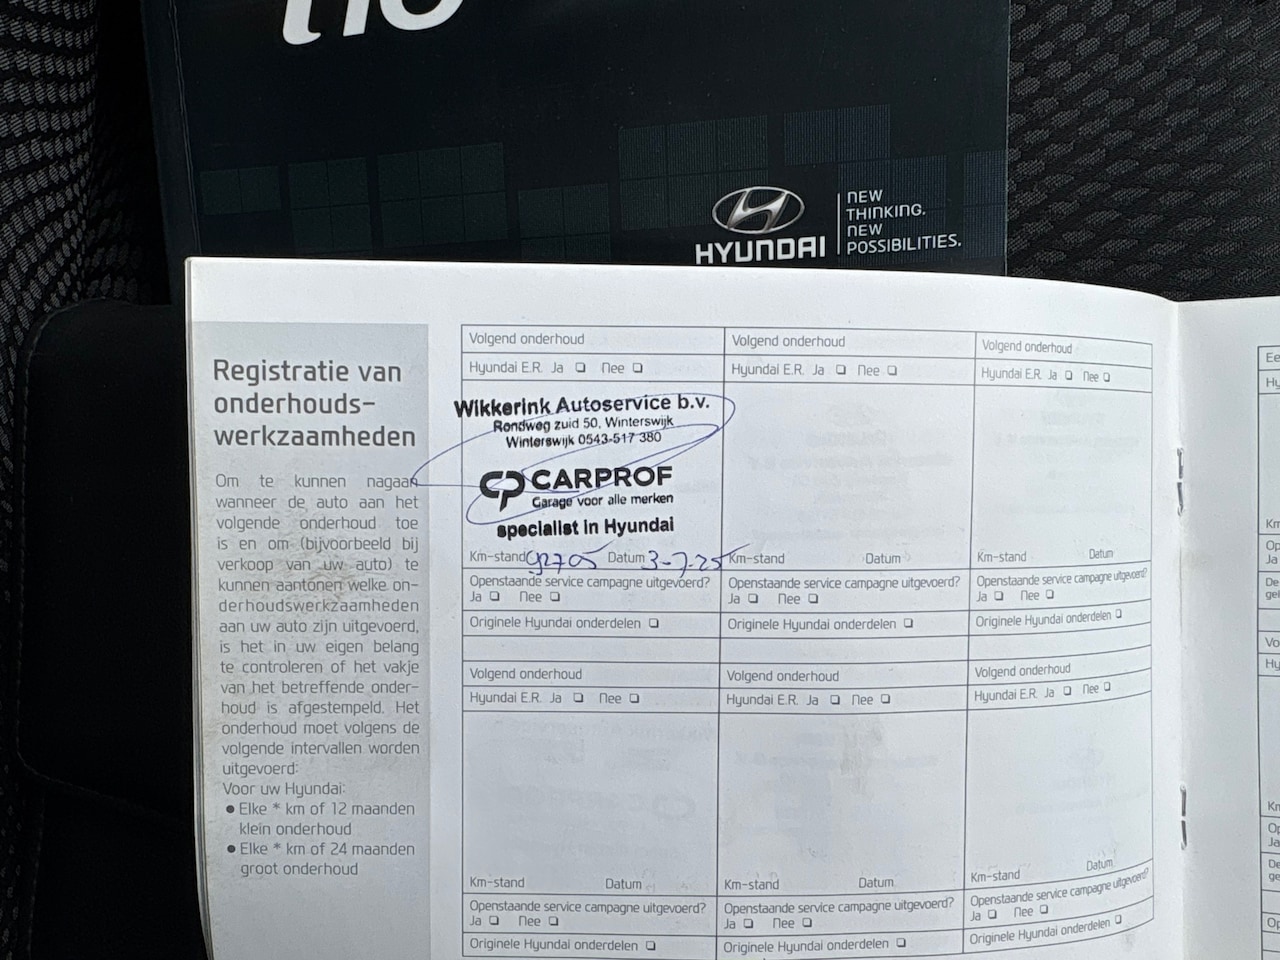 i10
HYUNDAI
NEW
THINKING.
NEW
POSSIBILITIES.
Registratie van
onderhouds-
werkzaamheden
Om te kunnen nagaan
wanneer de auto aan het
volgende onderhoud toe
is en om (bijvoorbeeld bij
verkoop van uw auto) te
kunnen aantonen welke on-
derhoudswerkzaamheden
aan uw auto zijn uitgevoerd,
is het in uw eigen belang
te controleren of het vakje
van het betreffende onder-
houd is afgestempeld. Het
onderhoud moet volgens de
volgende intervallen worden
uitgevoerd:
Voor uw Hyundai:
● Elke * km of 12 maanden
klein onderhoud
● Elke * km of 24 maanden
groot onderhoud
Volgend onderhoud
Hyundai E.R. Ja ❏ Nee ❏
Wikkerink Autoservice b.v.
Rondweg zuid 50, Winterswijk
Winterswijk 0543-517 380
CP CARPROF
Garage voor alle merken
specialist in Hyundai
Km-stand 92705 Datum 3-7-25
Openstaande service campagne uitgevoerd?
Ja ❏ Nee ❏
Originele Hyundai onderdelen ❏
Volgend onderhoud
Hyundai E.R. Ja ❏ Nee ❏
Km-stand Datum
Openstaande service campagne uitgevoerd?
Ja ❏ Nee ❏
Originele Hyundai onderdelen ❏
Volgend onderhoud
Hyundai E.R. Ja ❏ Nee ❏
Km-stand Datum
Openstaande service campagne uitgevoerd?
Ja ❏ Nee ❏
Originele Hyundai onderdelen ❏
Volgend onderhoud
Hyundai E.R. Ja ❏ Nee ❏
Km-stand Datum
Openstaande service campagne uitgevoerd?
Ja ❏ Nee ❏
Originele Hyundai onderdelen ❏
Volgend onderhoud
Hyundai E.R. Ja ❏ Nee ❏
Km-stand Datum
Openstaande service campagne uitgevoerd?
Ja ❏ Nee ❏
Originele Hyundai onderdelen ❏
Volgend onderhoud
Hyundai E.R. Ja ❏ Nee ❏
Km-stand Datum
Openstaande service campagne uitgevoerd?
Ja ❏ Nee ❏
Originele Hyundai onderdelen ❏